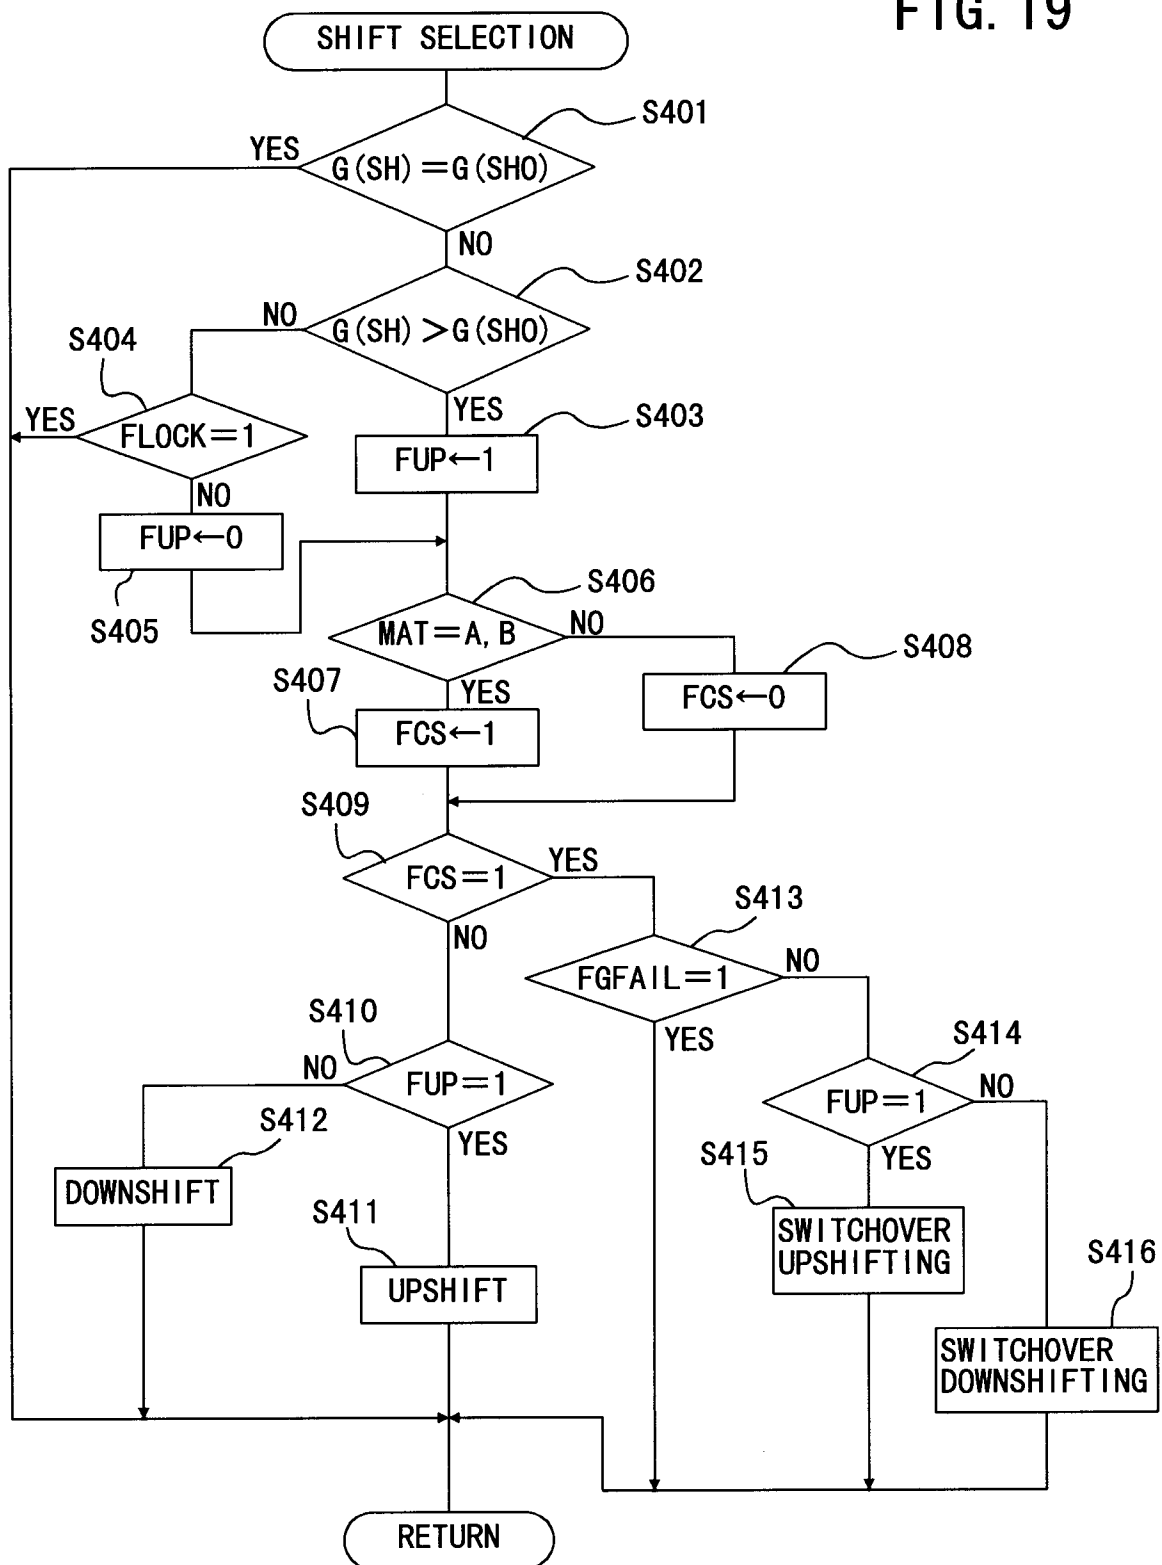 FIG. 19
SHIFT SELECTION
S401
YES
G(SH)=G(SHO)
NO
S402
NO
G(SH)>G(SHO)
S404
YES
S403
YES
FLOCK=1
FUP←1
NO
FUP←0
S405
S406
MAT=A, B
NO
S408
S407
YES
FCS←0
FCS←1
S409
YES
FCS=1
S413
NO
FGFAIL=1
NO
S410
YES
S414
NO
FUP=1
FUP=1
NO
S412
YES
YES
S415
DOWNSHIFT
S411
SWITCHOVER
UPSHIFTING
S416
UPSHIFT
SWITCHOVER
DOWNSHIFTING
RETURN